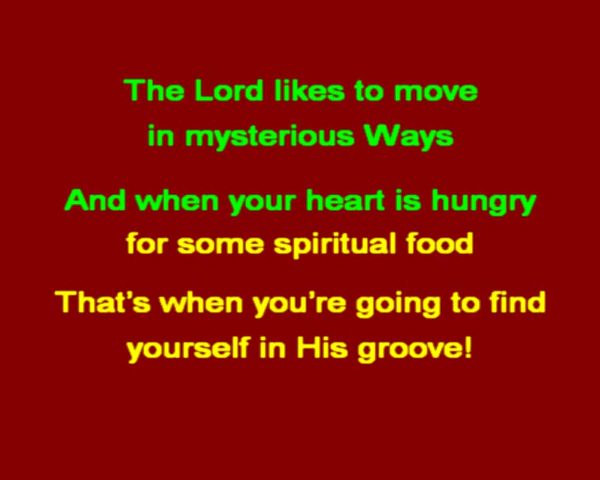 The Lord likes to move
in mysterious Ways
And when your heart is hungry
for some spiritual food
That's when you're going to find
yourself in His groove!